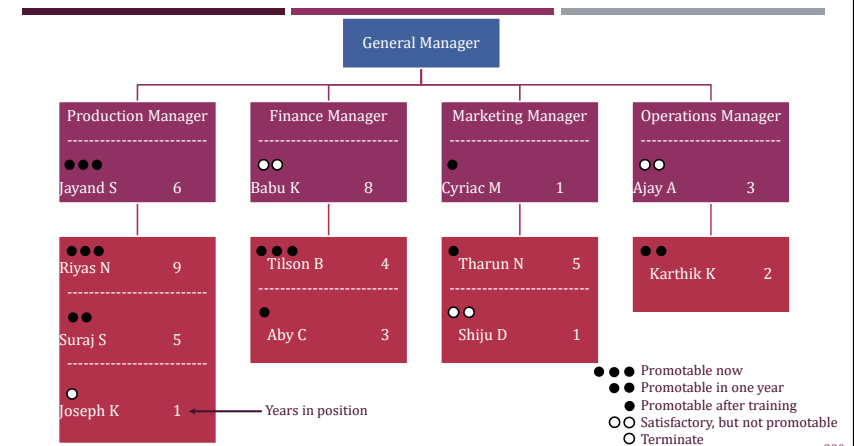 General Manager
Production Manager
-------------------------
●●●
Jayand S 6
Finance Manager
-------------------------
○○
Babu K 8
Marketing Manager
-------------------------
●
Cyriac M 1
Operations Manager
-------------------------
○○
Ajay A 3
●●●
Riyas N 9
-------------------------
●●
Suraj S 5
-------------------------
○
Joseph K 1
●●●
Tilson B 4
-------------------------
●
Aby C 3
●
Tharun N 5
-------------------------
○○
Shiju D 1
●●
Karthik K 2
Years in position
●●● Promotable now
●● Promotable in one year
● Promotable after training
○○ Satisfactory, but not promotable
○ Terminate